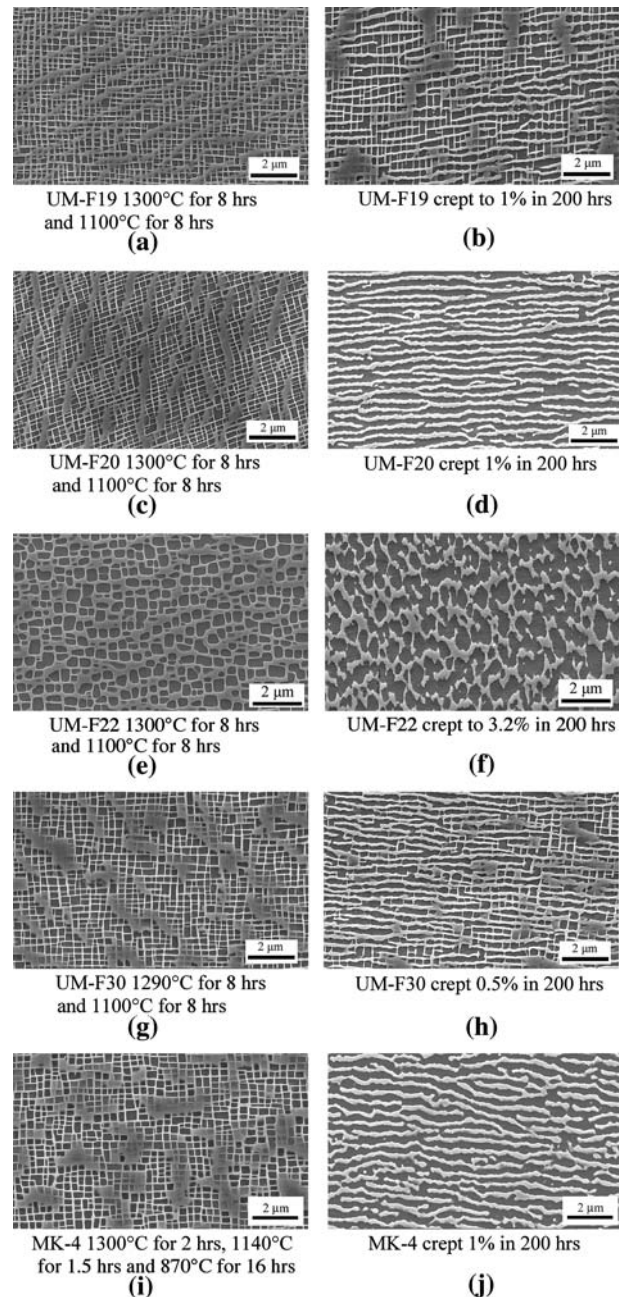 2 μm
2 μm
UM-F19 1300°C for 8 hrs
and 1100°C for 8 hrs
(a)
UM-F19 crept to 1% in 200 hrs
(b)
2 μm
2 μm
UM-F20 1300°C for 8 hrs
and 1100°C for 8 hrs
(c)
UM-F20 crept 1% in 200 hrs
(d)
2 μm
2 μm
UM-F22 1300°C for 8 hrs
and 1100°C for 8 hrs
(e)
UM-F22 crept to 3.2% in 200 hrs
(f)
2 μm
2 μm
UM-F30 1290°C for 8 hrs
and 1100°C for 8 hrs
(g)
UM-F30 crept 0.5% in 200 hrs
(h)
2 μm
2 μm
MK-4 1300°C for 2 hrs, 1140°C
for 1.5 hrs and 870°C for 16 hrs
(i)
MK-4 crept 1% in 200 hrs
(j)